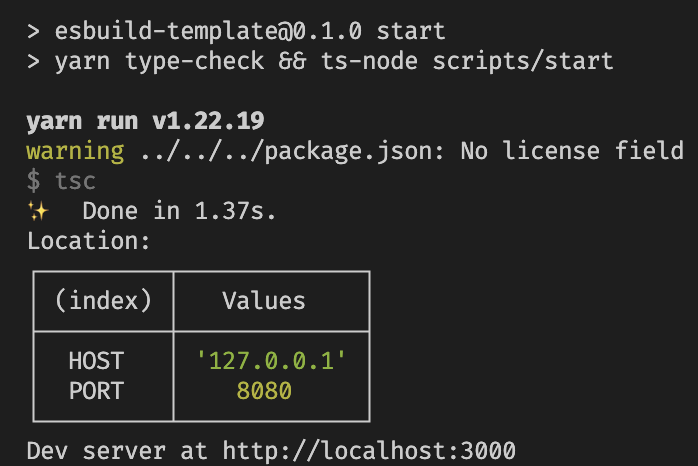 > esbuild-template@0.1.0 start
> yarn type-check && ts-node scripts/start
yarn run v1.22.19
warning ../../../package.json: No license field
$ tsc
✨ Done in 1.37s.
Location:
(index) Values
HOST '127.0.0.1'
PORT 8080
Dev server at http://localhost:3000